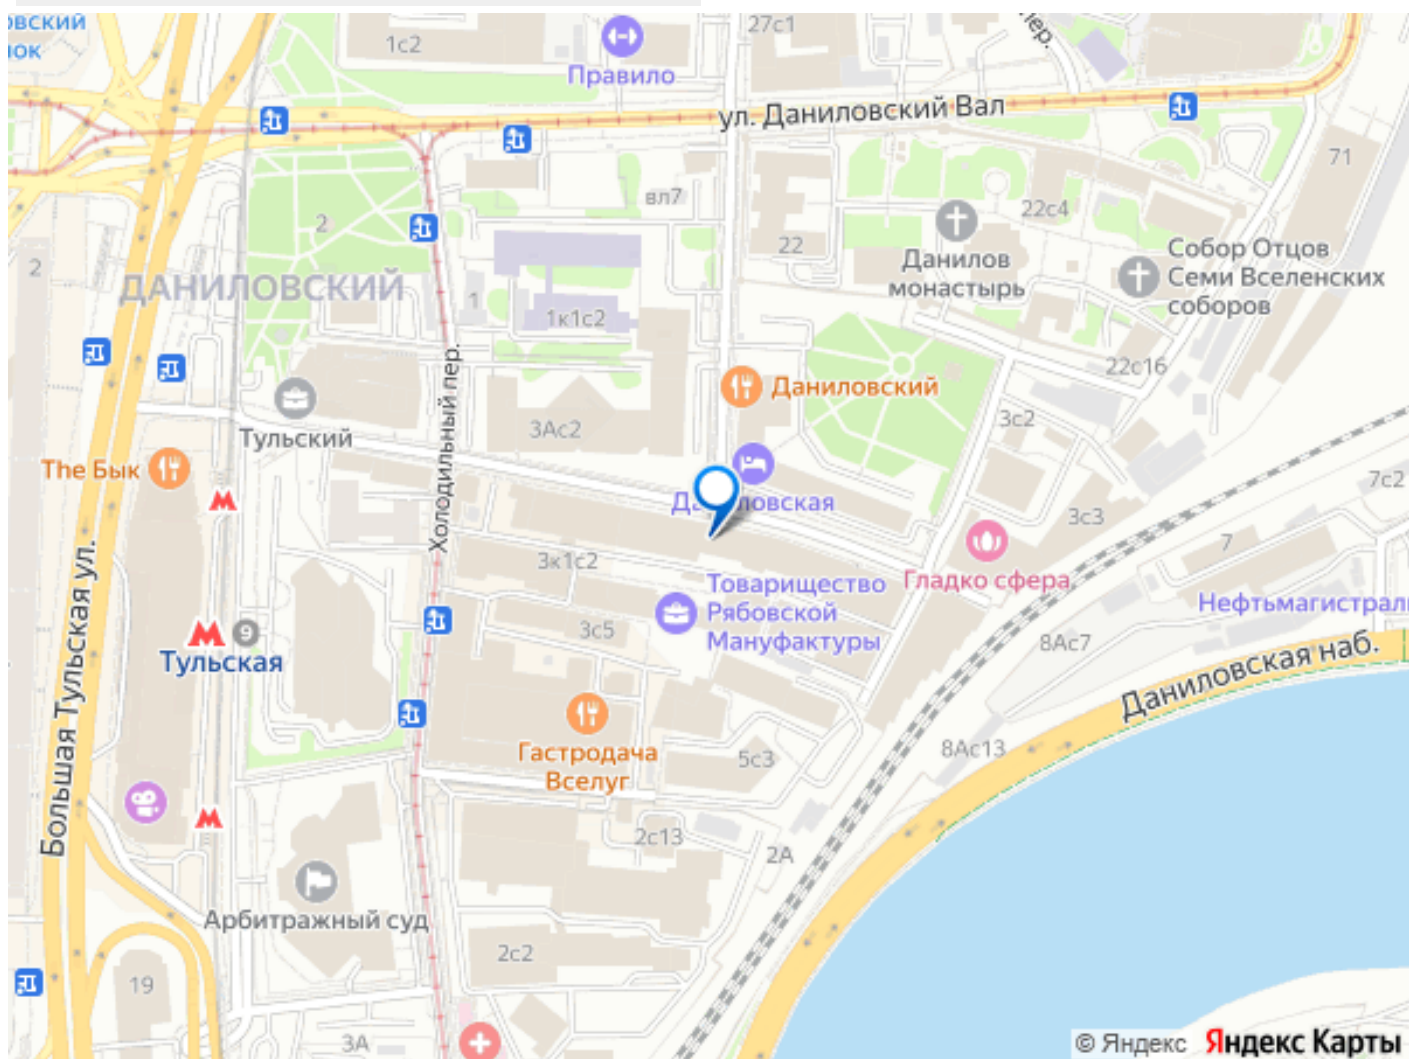 вский
ок
1с2
Правило
27с1
пер.
ул. Даниловский Вал
71
вл7
2
22
22с4
Данилов
монастырь
Собор Отцов
Семи Вселенских
соборов
2
ДАНИЛОВСКИЙ
1
1к1с2
22с16
Холодильный пер.
Даниловский
3с2
Тульский
3Ас2
The Бык
7с2
Даниловская
3с3
7
3к1с2
Гладко сфера
Товарищество
Рябовской
Мануфактуры
Нефтьмагистраль
3с5
8Ас7
9
Тульская
Даниловская наб.
Большая Тульская ул.
Гастродача
Вселуг
5с3
8Ас13
2с13
2А
Арбитражный суд
2с2
19
3А
© Яндекс Яндекс Карты